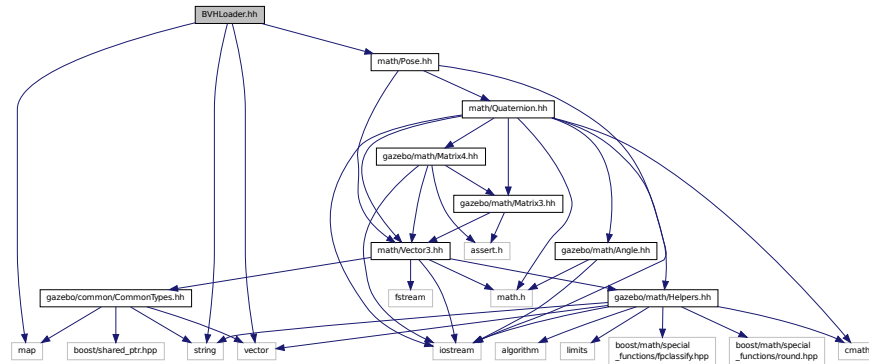 BVHLoader.hh
math/Pose.hh
math/Quaternion.hh
gazebo/math/Matrix4.hh
gazebo/math/Matrix3.hh
math/Vector3.hh
assert.h
gazebo/math/Angle.hh
gazebo/common/CommonTypes.hh
fstream
math.h
gazebo/math/Helpers.hh
map
boost/shared_ptr.hpp
string
vector
iostream
algorithm
limits
boost/math/special
_functions/fpclassify.hpp
boost/math/special
_functions/round.hpp
cmath